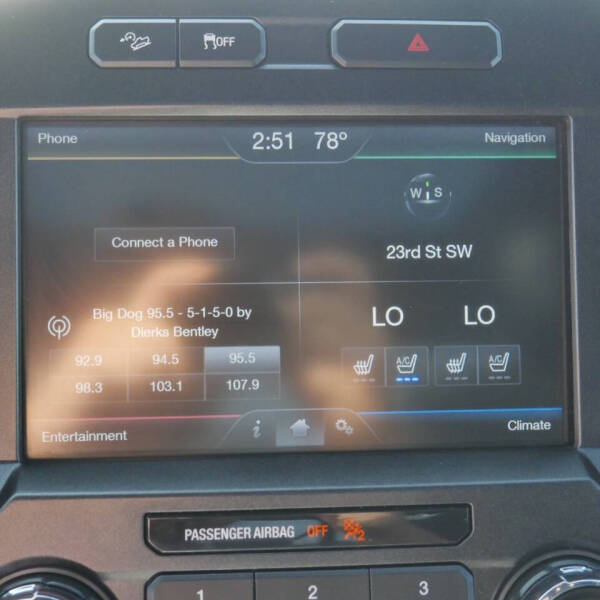 OFF
Phone
2:51 78°
Navigation
W S
Connect a Phone
23rd St SW
Big Dog 95.5 - 5-1-5-0 by
Dierks Bentley
LO LO
92.9 94.5 95.5
98.3 103.1 107.9
A/C A/C
Entertainment
i
Climate
PASSENGER AIRBAG OFF 2
1 2 3